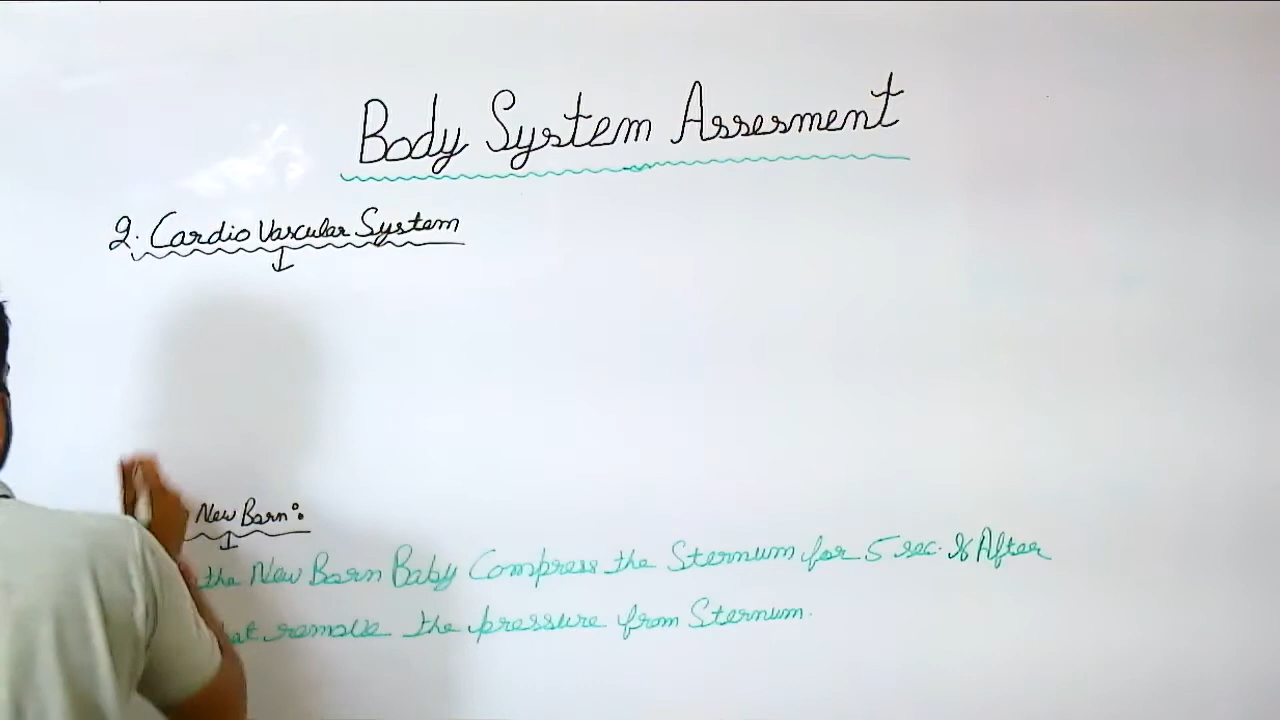 Body System Assesment
2. Cardio Vascular System
New Born:
the New Born Baby Compress the Sternum for 5 sec. & After
remove the pressure from Sternum.